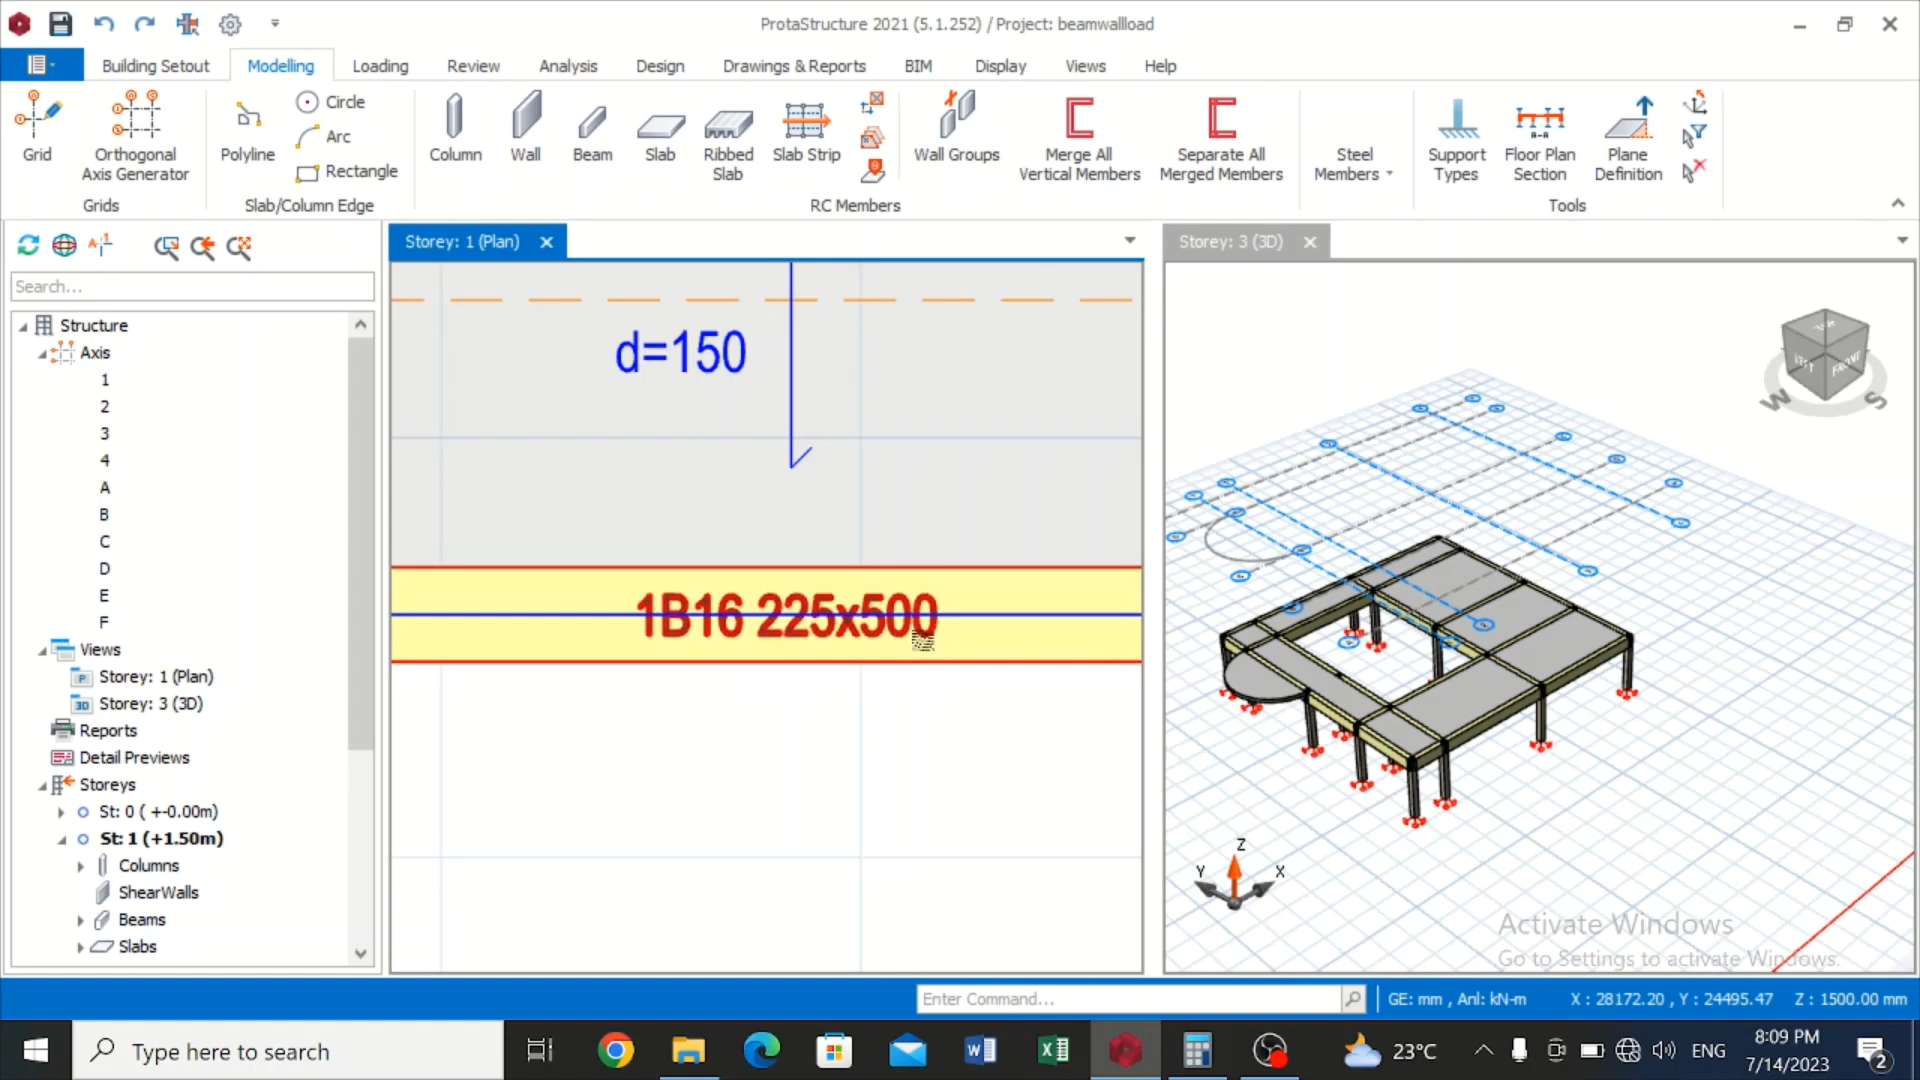 ProtaStructure 2021 (5.1.252) / Project: beamwallload
Building Setout
Modelling
Loading
Review
Analysis
Design
Drawings & Reports
BIM
Display
Views
Help
Grid
Orthogonal
Axis Generator
Grids
Polyline
Circle
Arc
Rectangle
Slab/Column Edge
Column
Wall
Beam
Slab
Ribbed
Slab
Slab Strip
Wall Groups
Merge All
Vertical Members
Separate All
Merged Members
RC Members
Steel
Members
Support
Types
Floor Plan
Section
Plane
Definition
Tools
Search...
Structure
Axis
1
2
3
4
A
B
C
D
E
F
Views
Storey: 1 (Plan)
Storey: 3 (3D)
Reports
Detail Previews
Storeys
St: 0 ( +-0.00m)
St: 1 (+1.50m)
Columns
ShearWalls
Beams
Slabs
Storey: 1 (Plan)
d=150
1B16 225x500
Storey: 3 (3D)
TOP
LEFT
FRONT
W
S
Z
Y
X
Activate Windows
Go to Settings to activate Windows.
Enter Command...
GE: mm , Anl: kN-m
X : 28172.20 , Y : 24495.47
Z : 1500.00 mm
Type here to search
23°C
ENG
8:09 PM
7/14/2023
2